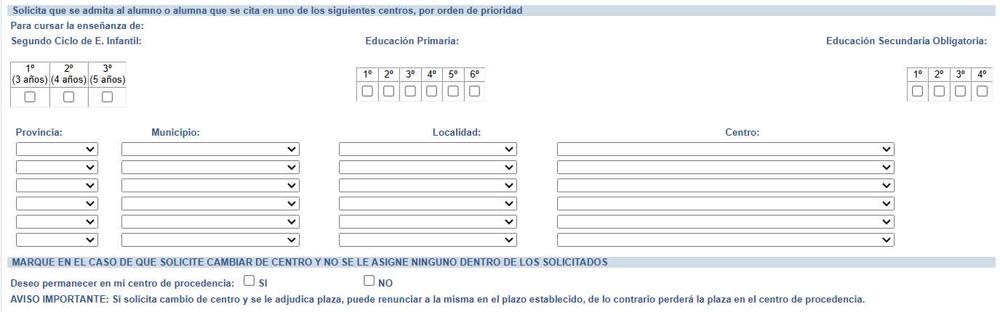 Solicita que se admita al alumno o alumna que se cita en uno de los siguientes centros, por orden de prioridad
Para cursar la enseñanza de:
Segundo Ciclo de E. Infantil: Educación Primaria: Educación Secundaria Obligatoria:
1º 2º 3º
(3 años) (4 años) (5 años)
1º 2º 3º 4º 5º 6º
1º 2º 3º 4º
Provincia: Municipio: Localidad: Centro:
MARQUE EN EL CASO DE QUE SOLICITE CAMBIAR DE CENTRO Y NO SE LE ASIGNE NINGUNO DENTRO DE LOS SOLICITADOS
Deseo permanecer en mi centro de procedencia: SI NO
AVISO IMPORTANTE: Si solicita cambio de centro y se le adjudica plaza, puede renunciar a la misma en el plazo establecido, de lo contrario perderá la plaza en el centro de procedencia.